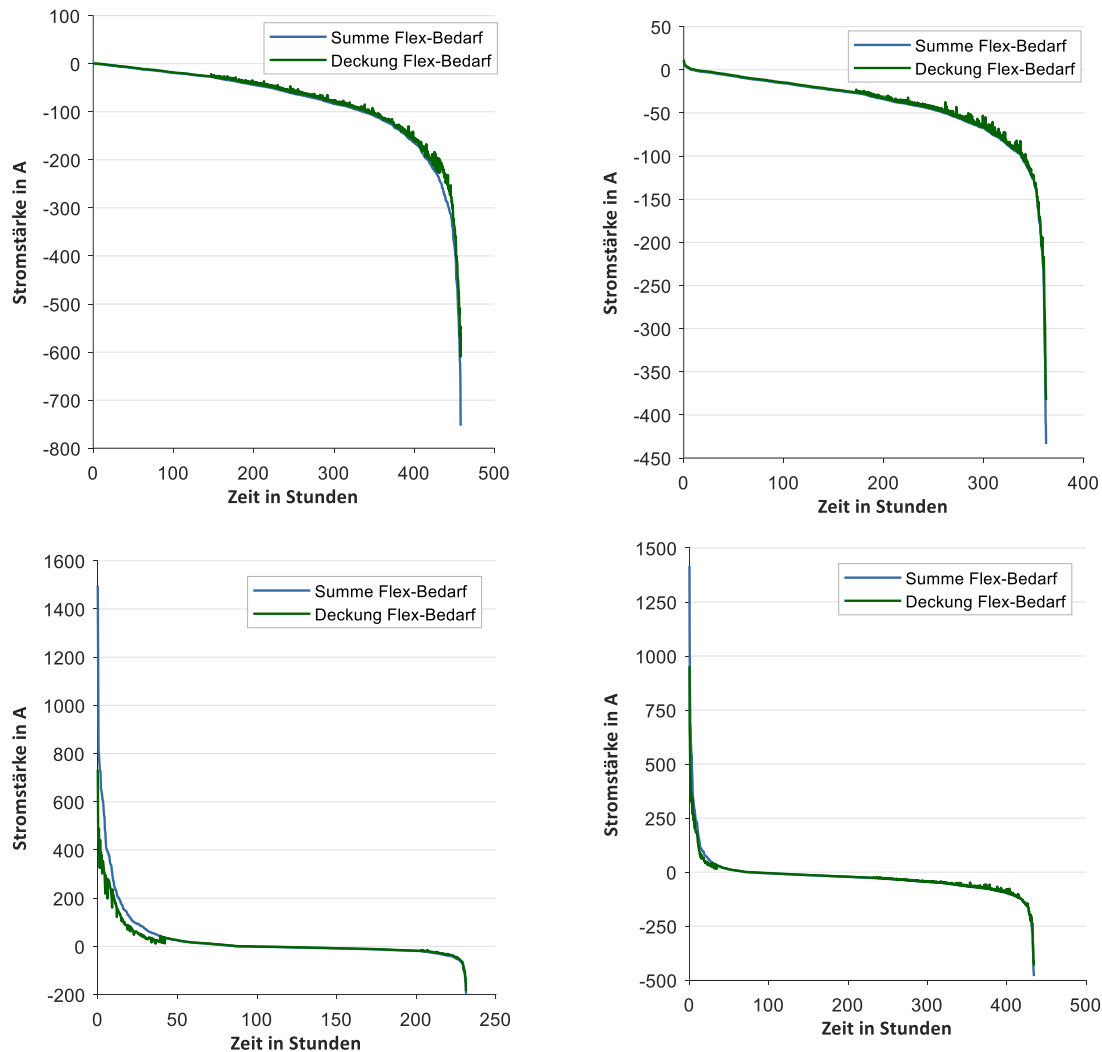 100
0
-100
-200
-300
-400
-500
-600
-700
-800
Stromstärke in A
Summe Flex-Bedarf
Deckung Flex-Bedarf
0 100 200 300 400 500
Zeit in Stunden
50
0
-50
-100
-150
-200
-250
-300
-350
-400
-450
Stromstärke in A
Summe Flex-Bedarf
Deckung Flex-Bedarf
0 100 200 300 400
Zeit in Stunden
1600
1400
1200
1000
800
600
400
200
0
-200
Stromstärke in A
Summe Flex-Bedarf
Deckung Flex-Bedarf
0 50 100 150 200 250
Zeit in Stunden
1500
1250
1000
750
500
250
0
-250
-500
Stromstärke in A
Summe Flex-Bedarf
Deckung Flex-Bedarf
0 100 200 300 400 500
Zeit in Stunden